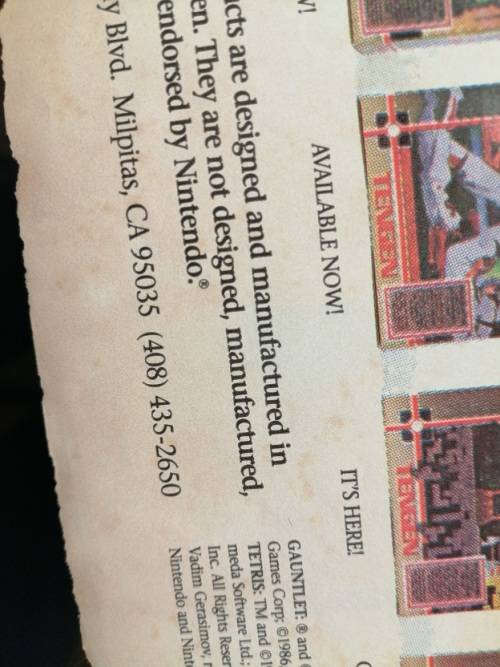 AVAILABLE NOW!
IT'S HERE!
TENGEN
TENGEN
cts are designed and manufactured in
en. They are not designed, manufactured,
endorsed by Nintendo.®
y Blvd. Milpitas, CA 95035 (408) 435-2650
GAUNTLET: ® and
Games Corp; ©1986,
TETRIS: TM and ©1
meda Software Ltd.;
Inc. All Rights Reser
Vadim Gerasimov,
Nintendo and Ninte